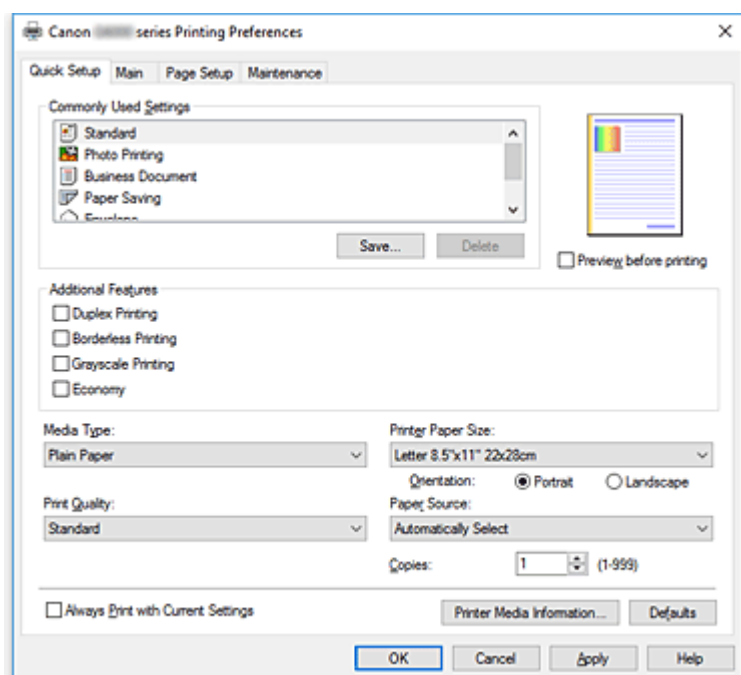 Canon series Printing Preferences
Quick Setup Main Page Setup Maintenance
Commonly Used Settings
Standard
Photo Printing
Business Document
Paper Saving
Envelope
Save... Delete
Preview before printing
Additional Features
Duplex Printing
Borderless Printing
Grayscale Printing
Economy
Media Type: Printer Paper Size:
Plain Paper Letter 8.5"x11" 22x28cm
Orientation: Portrait Landscape
Print Quality: Paper Source:
Standard Automatically Select
Copies: 1 (1-999)
Always Print with Current Settings Printer Media Information... Defaults
OK Cancel Apply Help